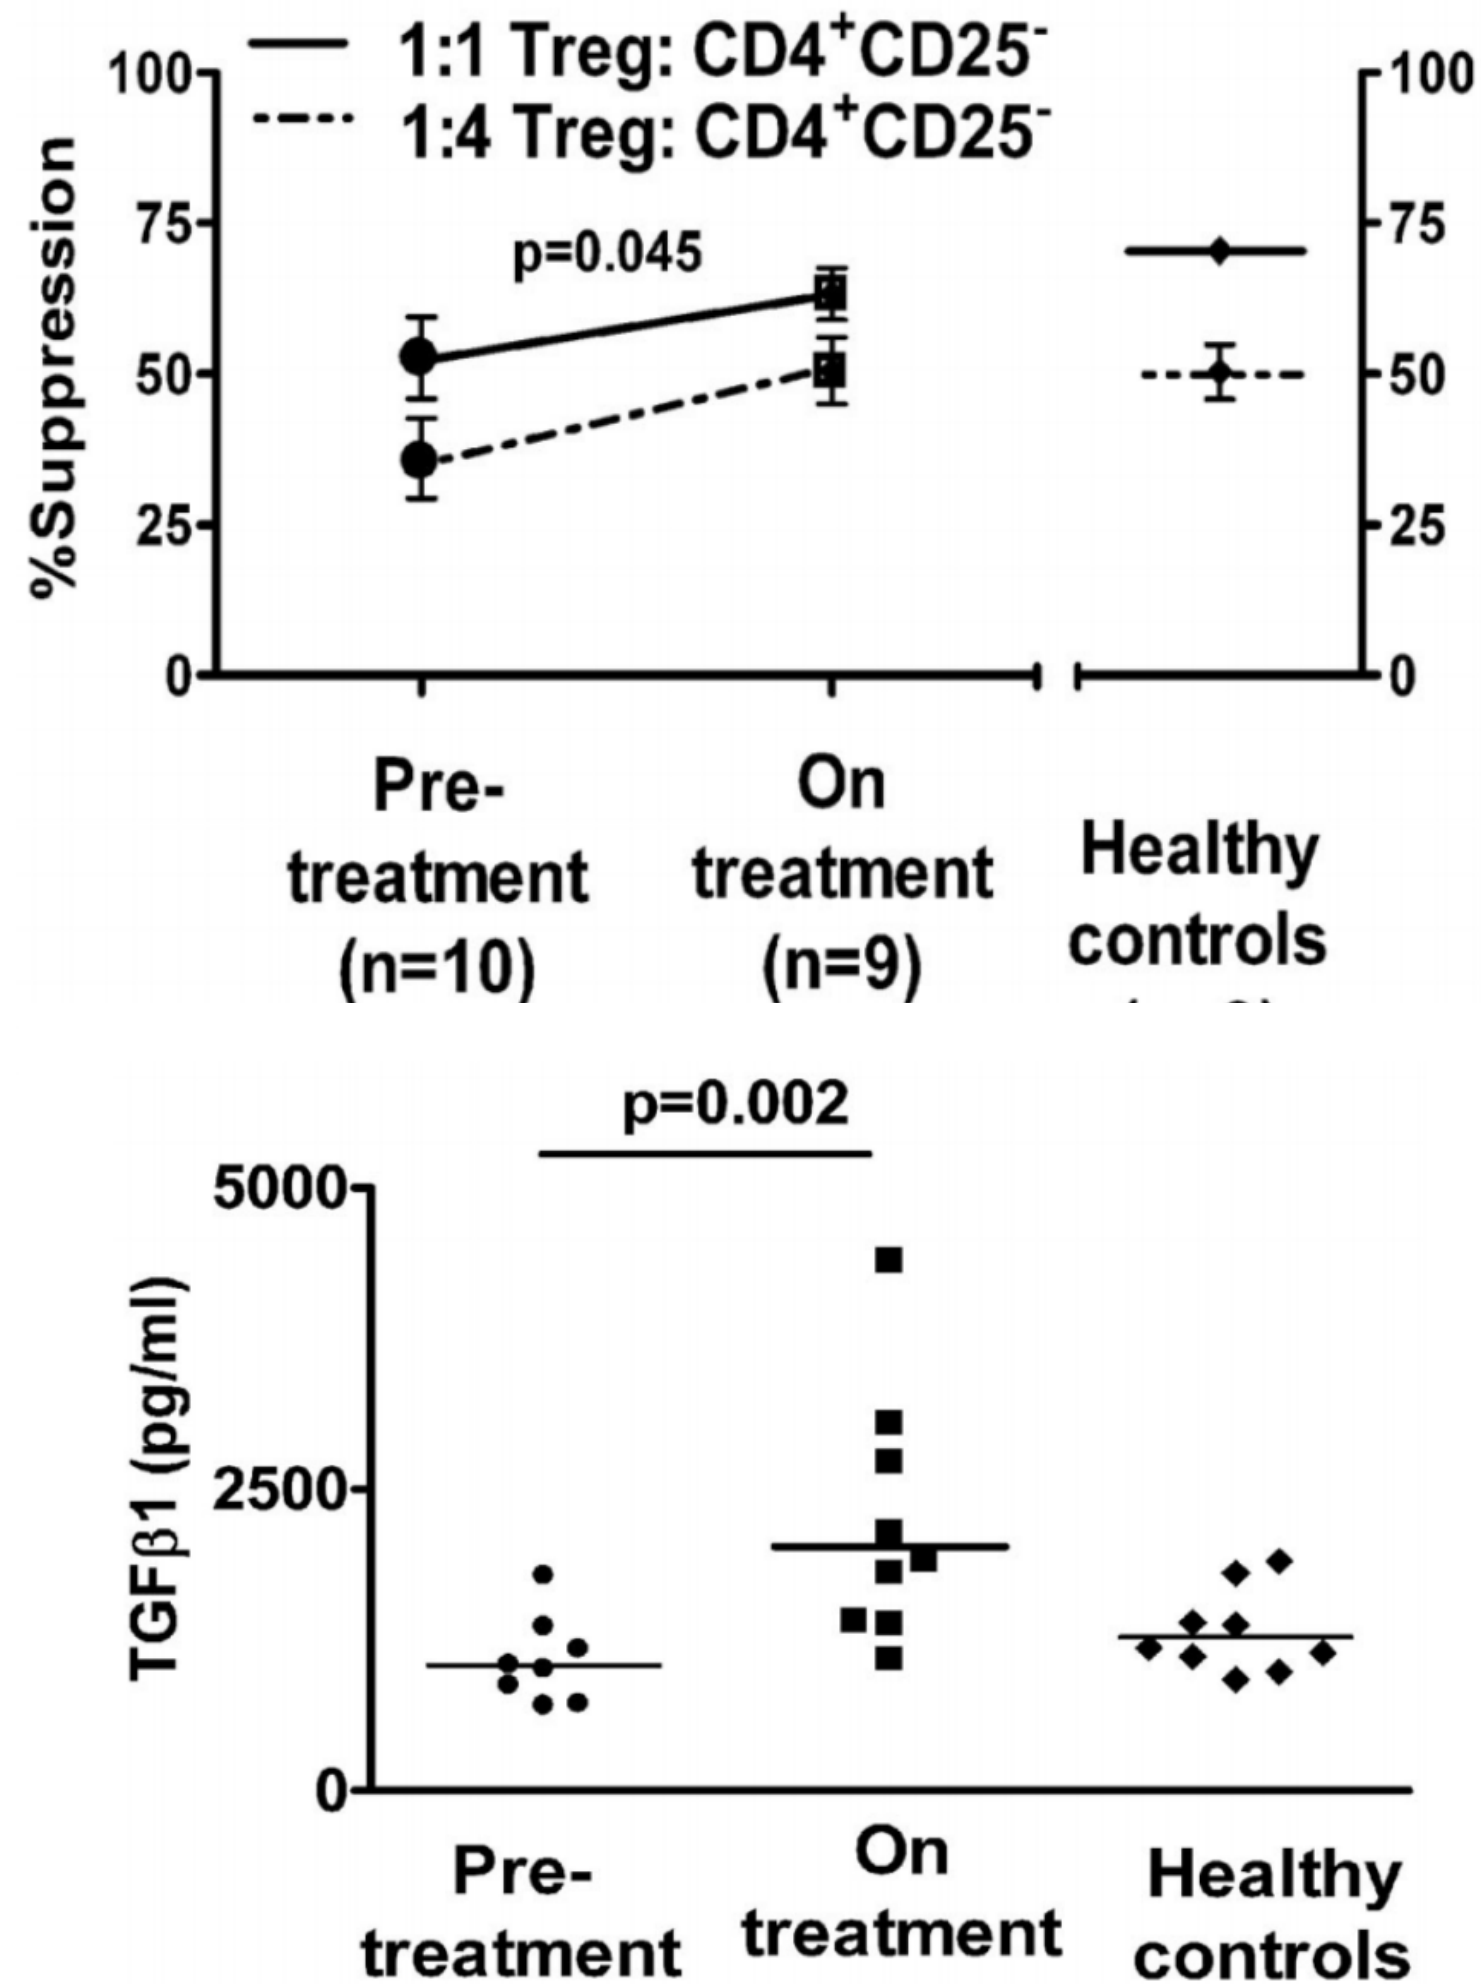 1:1 Treg: CD4+CD25-
1:4 Treg: CD4+CD25-
%Suppression
100
75
50
25
0
p=0.045
100
75
50
25
0
Pre-
treatment
(n=10)
On
treatment
(n=9)
Healthy
controls
p=0.002
TGFβ1 (pg/ml)
5000
2500
0
Pre-
treatment
On
treatment
Healthy
controls